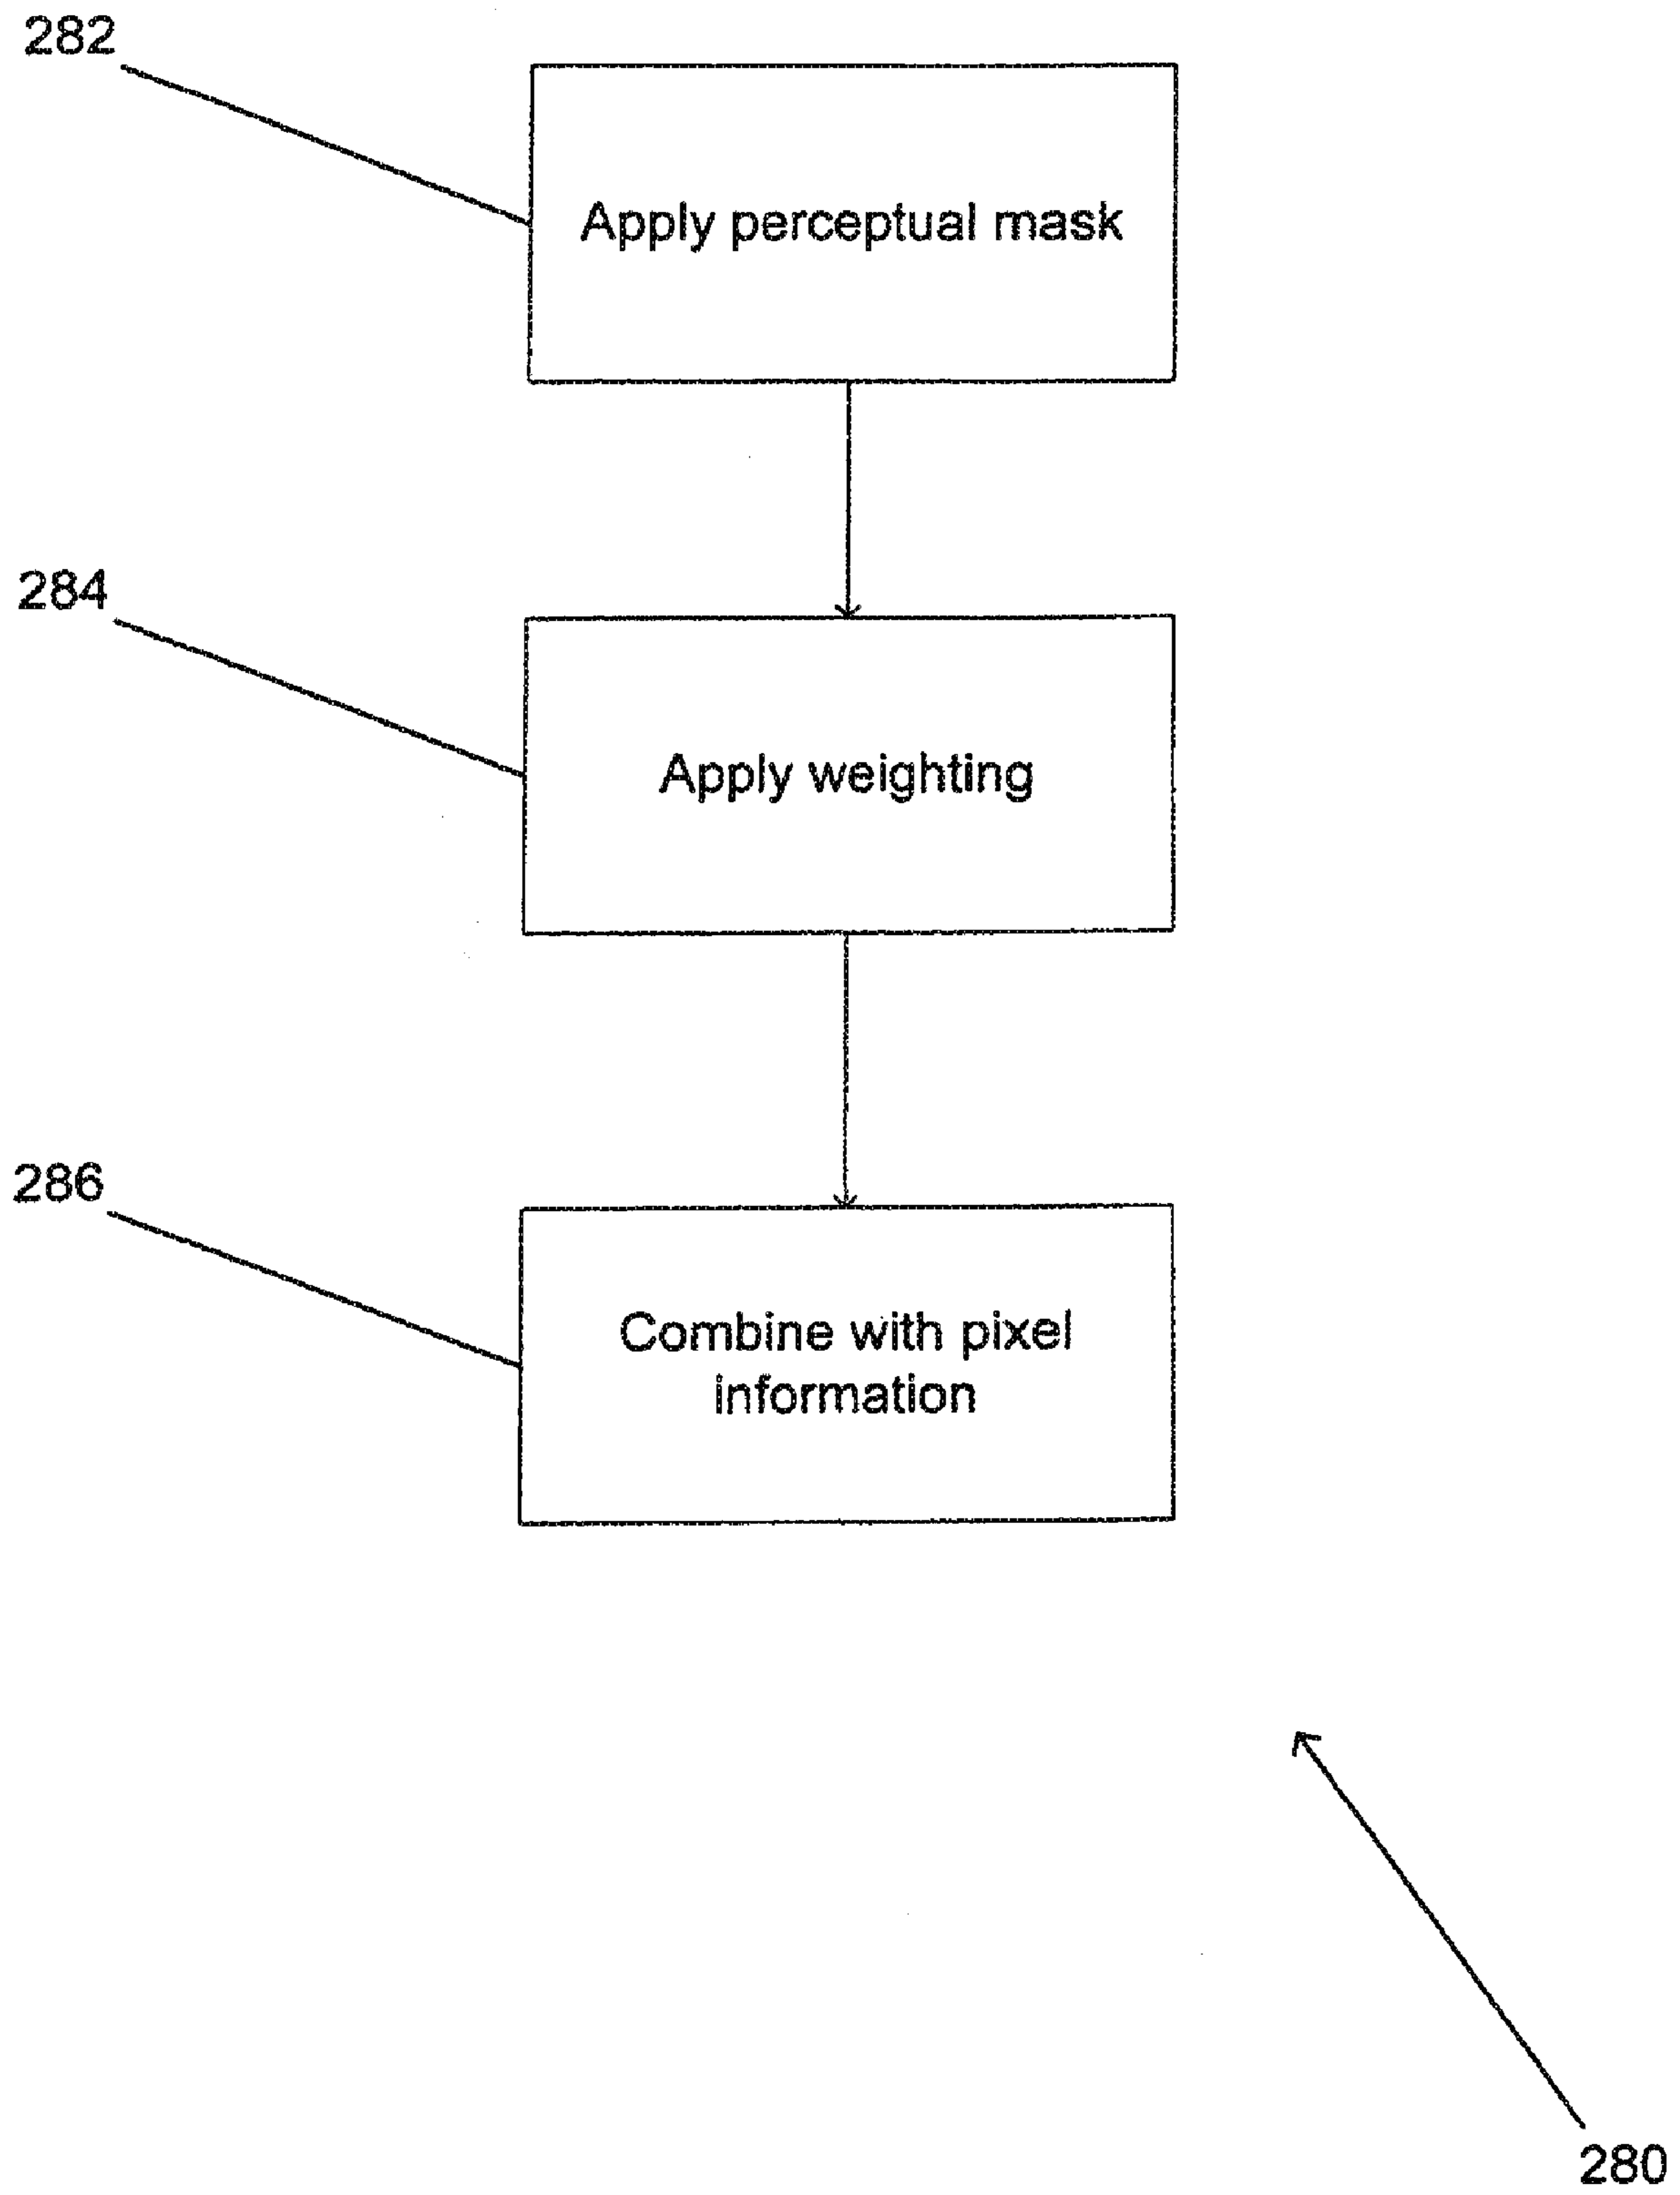 282
Apply perceptual mask
284
Apply weighting
286
Combine with pixel
information
280